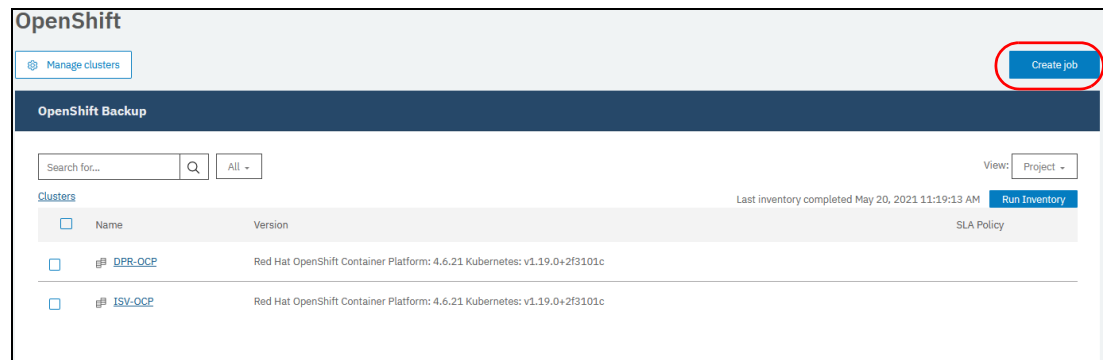 OpenShift
Manage clusters
Create job
OpenShift Backup
Search for...
All
View: Project
Clusters
Last inventory completed May 20, 2021 11:19:13 AM Run Inventory
Name Version SLA Policy
DPR-OCP Red Hat OpenShift Container Platform: 4.6.21 Kubernetes: v1.19.0+2f3101c
ISV-OCP Red Hat OpenShift Container Platform: 4.6.21 Kubernetes: v1.19.0+2f3101c